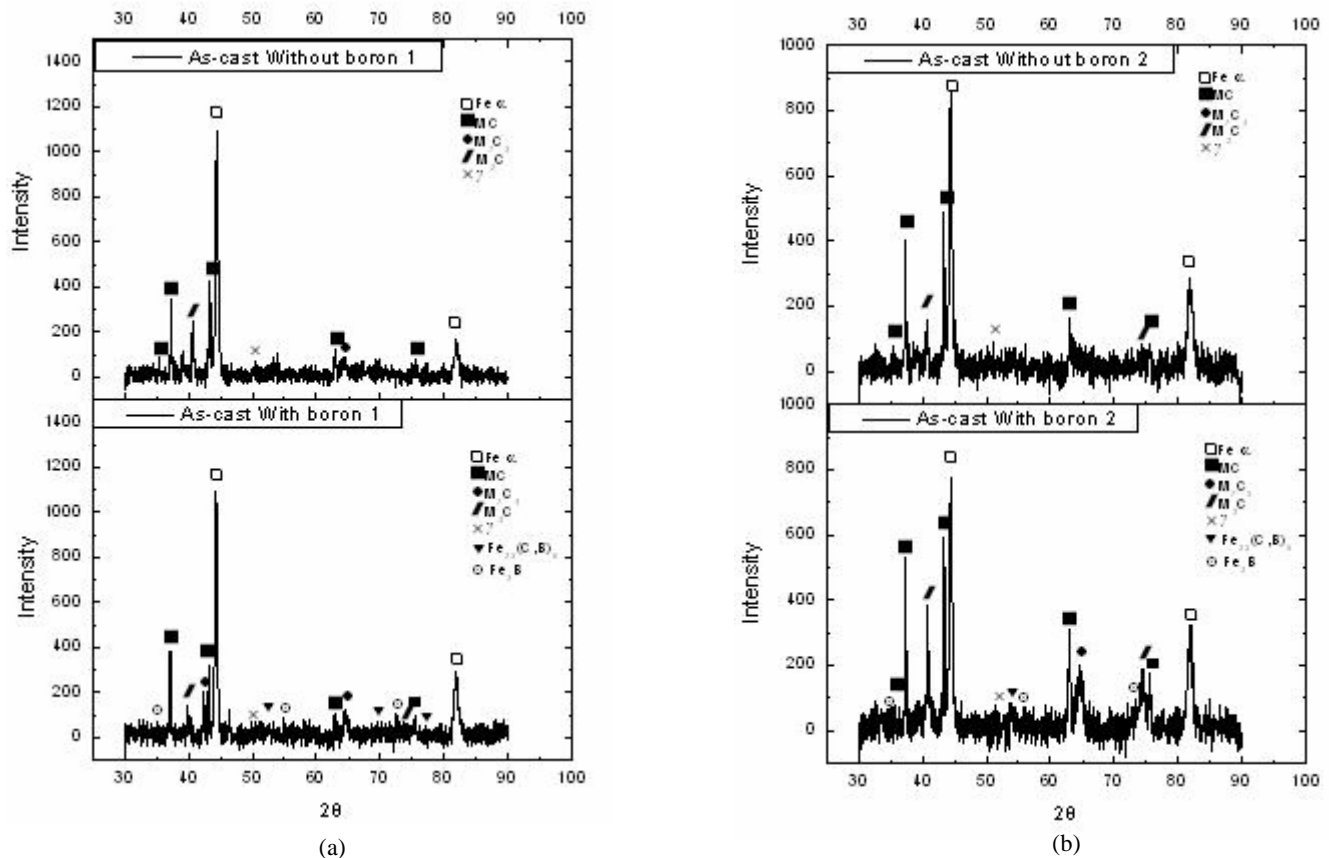 30 40 50 60 70 80 90 100
1500
1400
1200
1000
800
600
400
200
0
Intensity
As-cast Without boron 1
Fe α
MC
γ
As-cast With boron 1
1400
1200
1000
800
600
400
200
0
Intensity
Fe α
MC
γ
30 40 50 60 70 80 90 100
2θ
(a)
30 40 50 60 70 80 90 100
1000
800
600
400
200
0
Intensity
As-cast Without boron 2
Fe α
MC
γ
1000
As-cast With boron 2
800
600
400
200
0
Intensity
Fe α
MC
γ
30 40 50 60 70 80 90 100
2θ
(b)